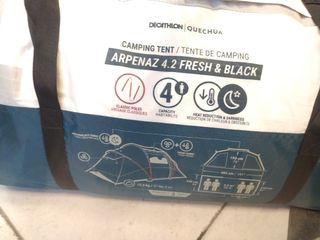 DECATHLON | QUECHUA
CAMPING TENT / TENTE DE CAMPING
ARPENAZ 4.2 FRESH & BLACK
4
CLASSIC POLES
ARCEAUX CLASSIQUES
CAPACITY
HABITABILITÉ
HEAT REDUCTION & DARKNESS
RÉDUCTION DE CHALEUR & OBSCURITÉ